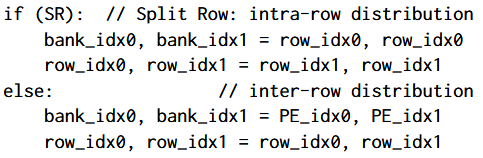 if (SR):  // Split Row: intra-row distribution
    bank_idx0, bank_idx1 = row_idx0, row_idx0
    row_idx0, row_idx1 = row_idx1, row_idx1
else:            // inter-row distribution
    bank_idx0, bank_idx1 = PE_idx0, PE_idx1
    row_idx0, row_idx1 = row_idx0, row_idx1